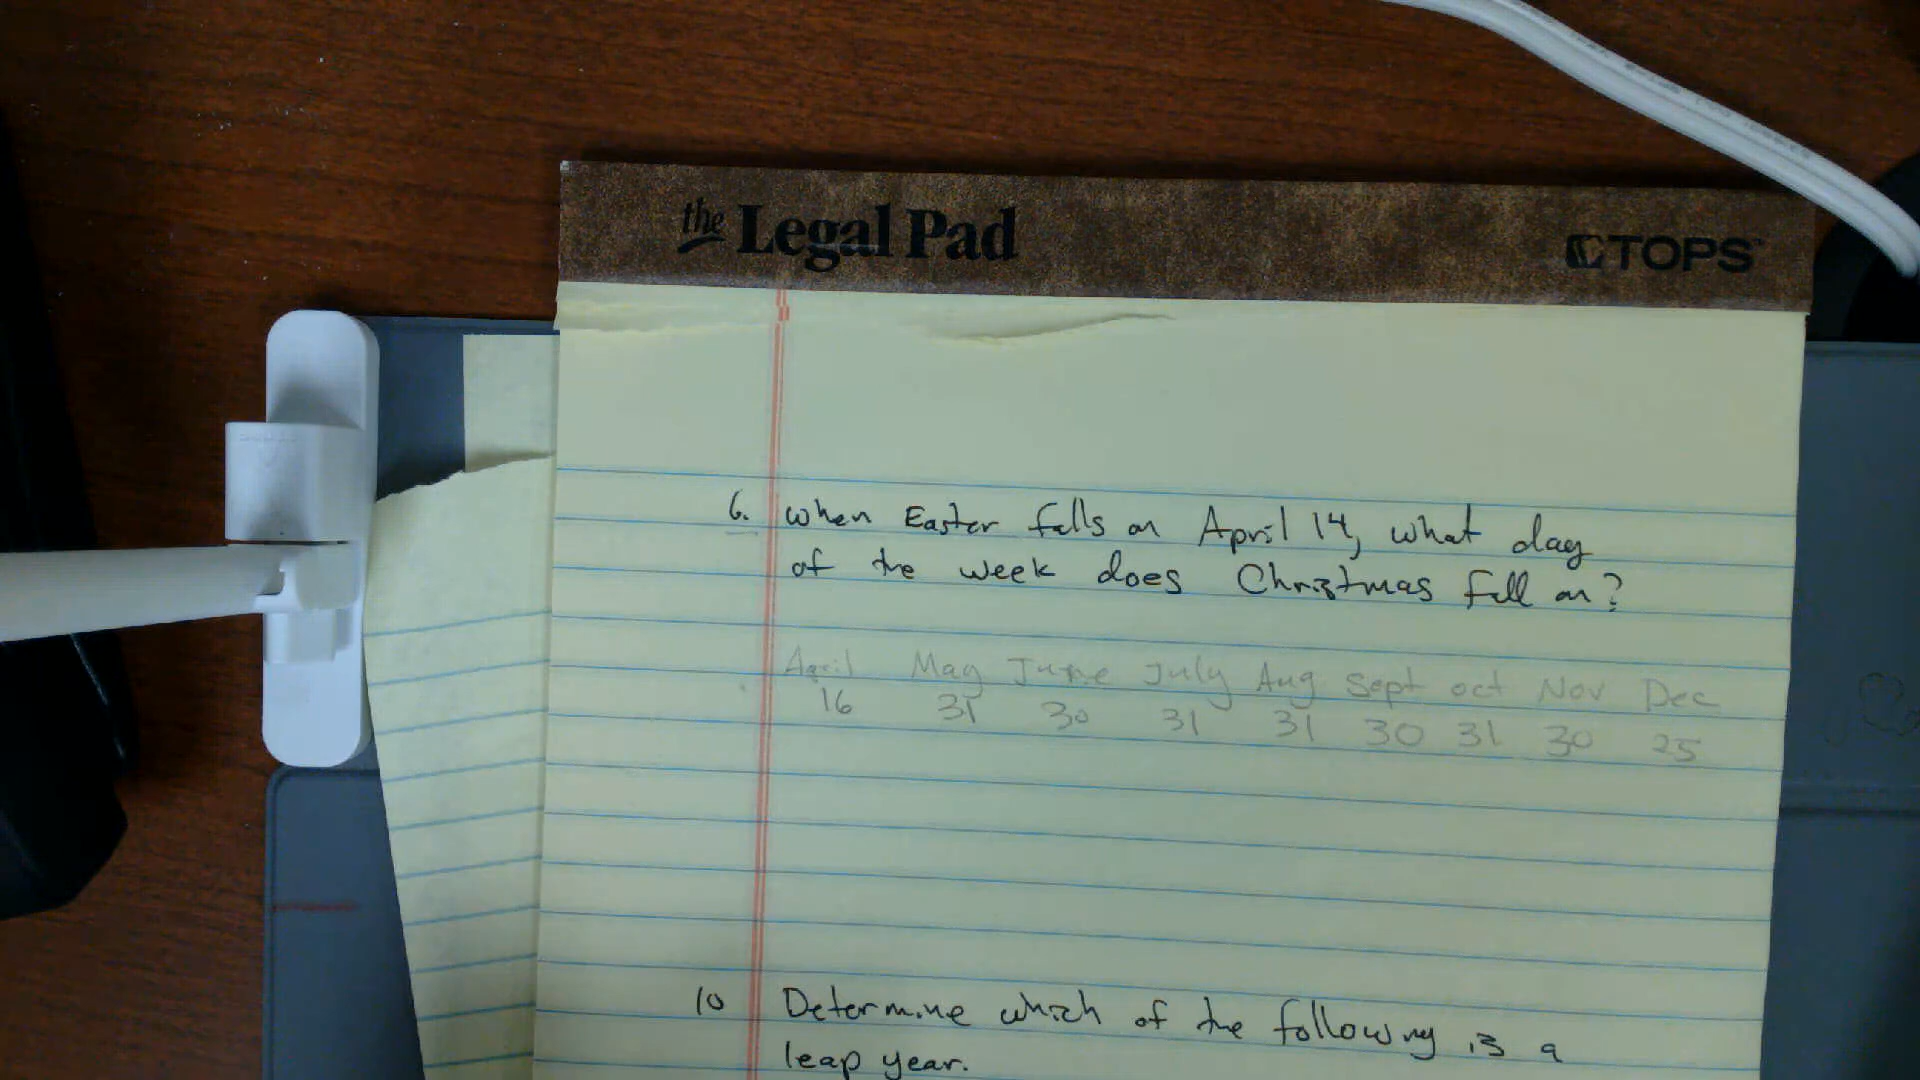 the Legal Pad TOPS
6. When Easter falls on April 14, what day
of the week does Christmas fall on?
April May June July Aug Sept oct Nov Dec
16 31 30 31 31 30 31 30 25
10 Determine which of the following is a
leap year.